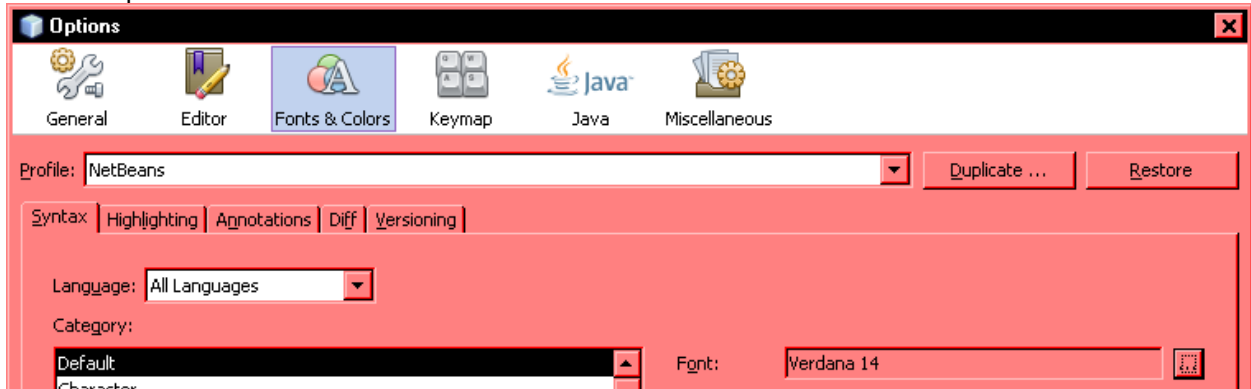 Options
General Editor Fonts & Colors Keymap Java Miscellaneous
Profile: NetBeans Duplicate ... Restore
Syntax Highlighting Annotations Diff Versioning
Language: All Languages
Category:
Default Font: Verdana 14 ...
Character